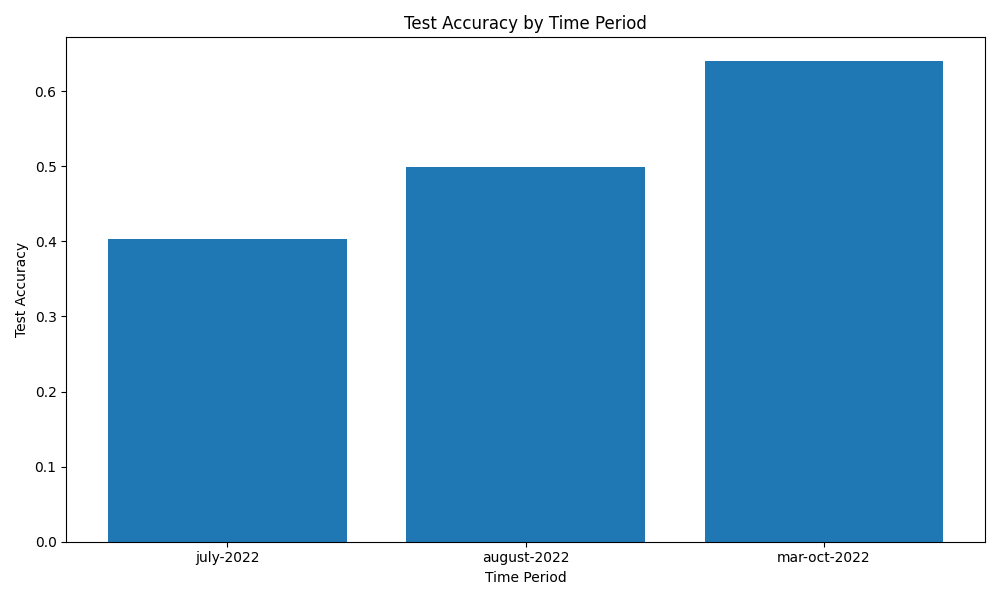 Test Accuracy by Time Period
Test Accuracy
0.6
0.5
0.4
0.3
0.2
0.1
0.0
july-2022
august-2022
mar-oct-2022
Time Period